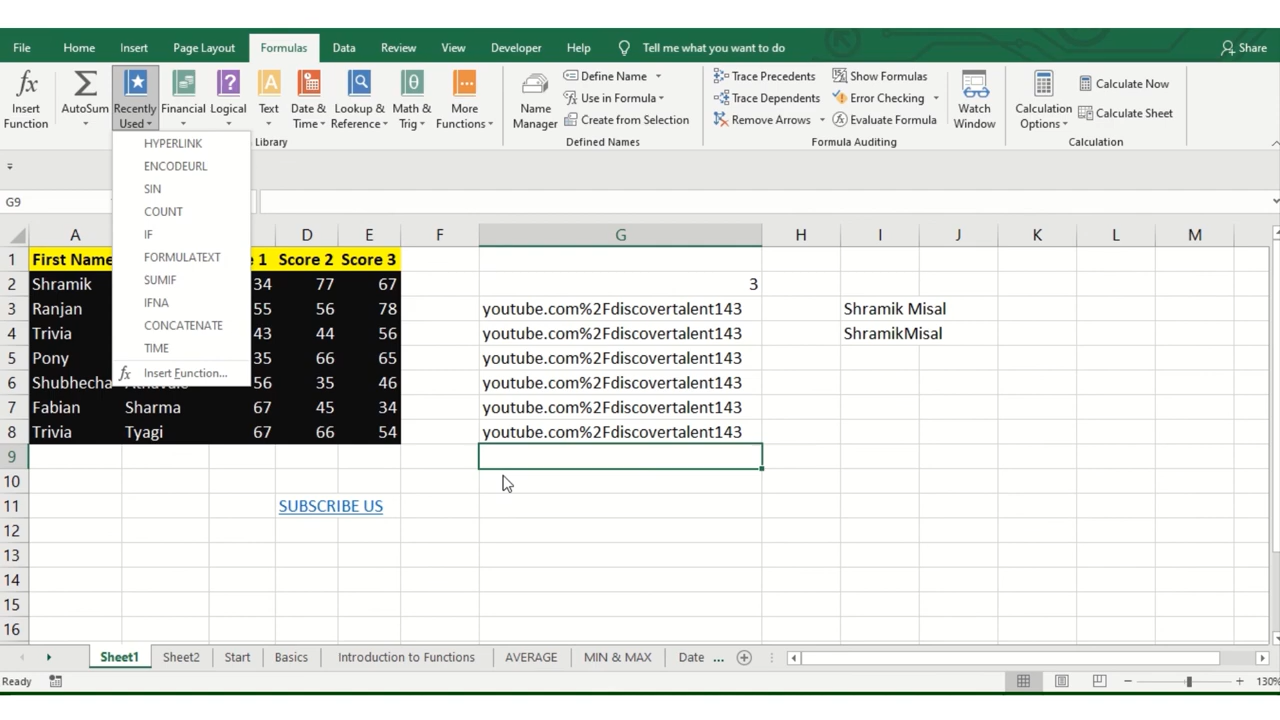 File Home Insert Page Layout Formulas Data Review View Developer Help Tell me what you want to do Share
fx Σ ? A θ
Insert Function AutoSum Recently Used Financial Logical Text Date & Time Lookup & Reference Math & Trig More Functions
Name Manager
Define Name
Use in Formula
Create from Selection
Trace Precedents
Trace Dependents
Remove Arrows
Show Formulas
Error Checking
Evaluate Formula
Watch Window
Calculation Options
Calculate Now
Calculate Sheet
Library Defined Names Formula Auditing Calculation
HYPERLINK
ENCODEURL
SIN
COUNT
IF
FORMULATEXT
SUMIF
IFNA
CONCATENATE
TIME
fx Insert Function...
G9
A D E F G H I J K L M
1 First Name 1 Score 2 Score 3
2 Shramik 34 77 67 3
3 Ranjan 55 56 78 youtube.com%2Fdiscovertalent143 Shramik Misal
4 Trivia 43 44 56 youtube.com%2Fdiscovertalent143 ShramikMisal
5 Pony 35 66 65 youtube.com%2Fdiscovertalent143
6 Shubhecha 56 35 46 youtube.com%2Fdiscovertalent143
7 Fabian Sharma 67 45 34 youtube.com%2Fdiscovertalent143
8 Trivia Tyagi 67 66 54 youtube.com%2Fdiscovertalent143
9
10
11 SUBSCRIBE US
12
13
14
15
16
Sheet1 Sheet2 Start Basics Introduction to Functions AVERAGE MIN & MAX Date ...
Ready 130%